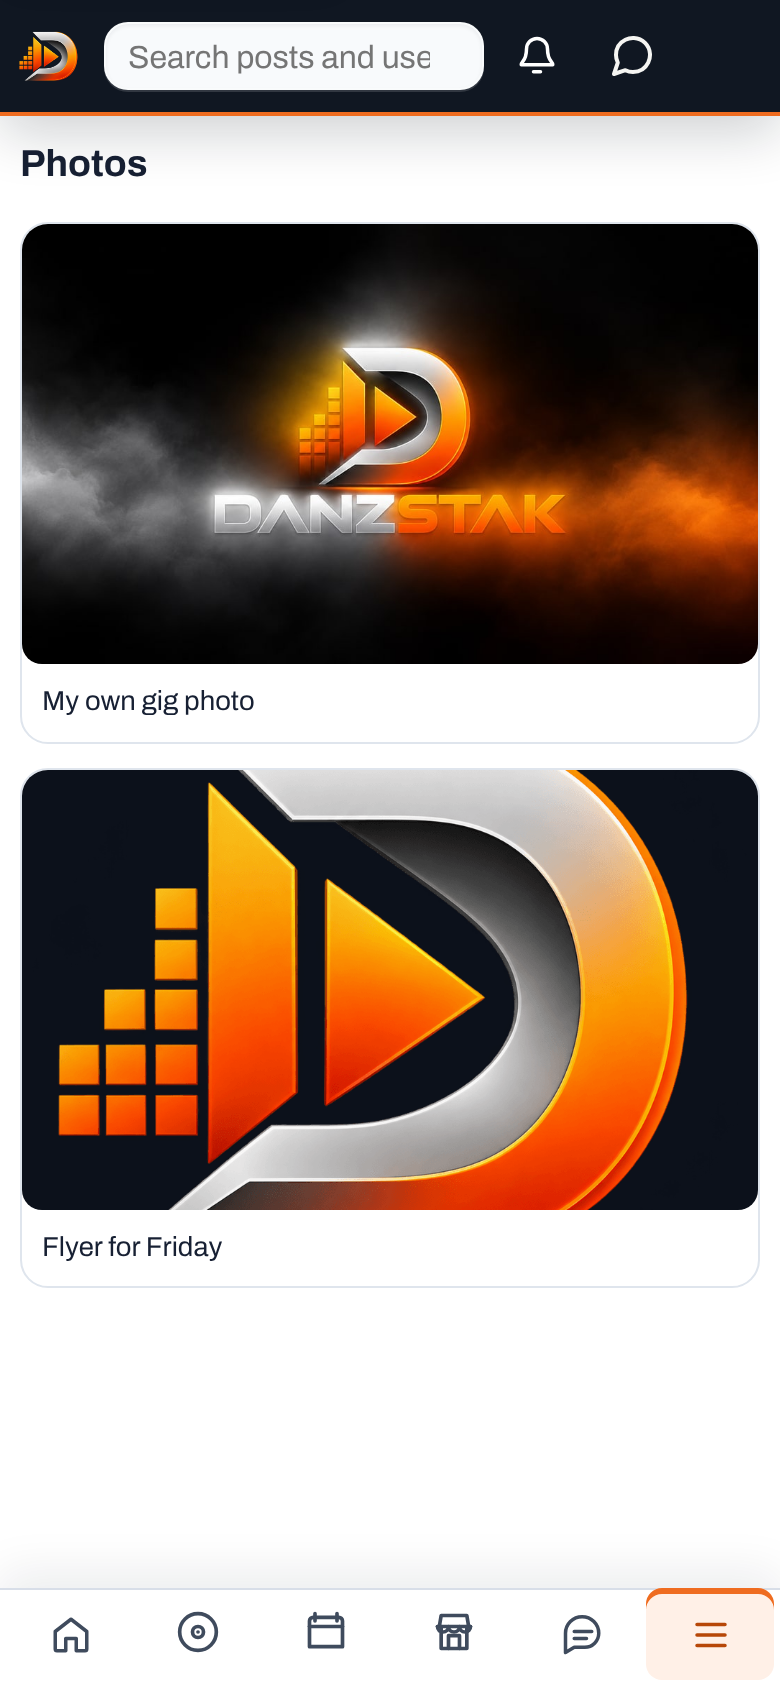 Search posts and use
Photos
DANZSTAK
My own gig photo
Flyer for Friday